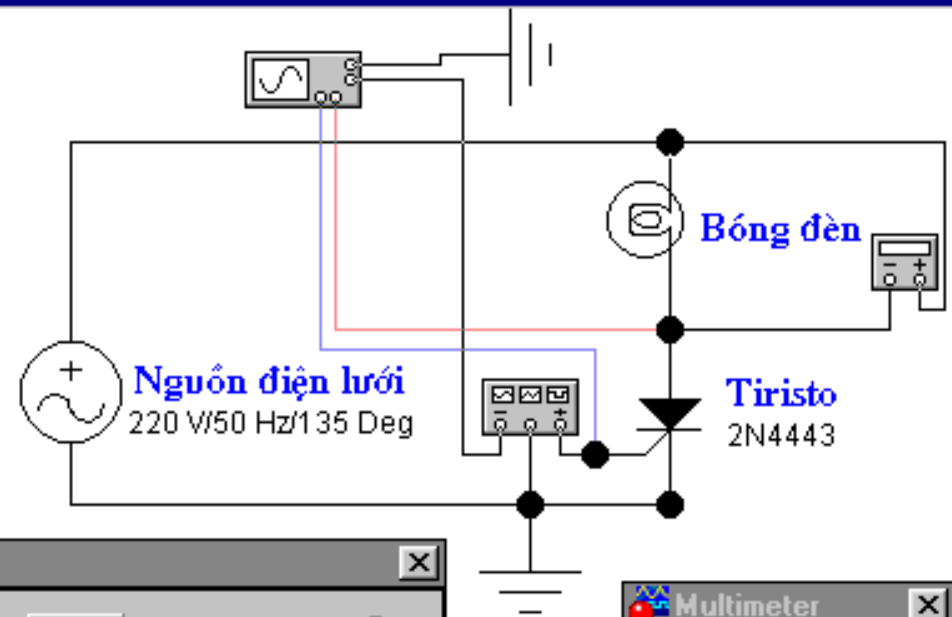 Bóng đèn
Nguồn điện lưới
220 V/50 Hz/135 Deg
Tiristo
2N4443
Multimeter